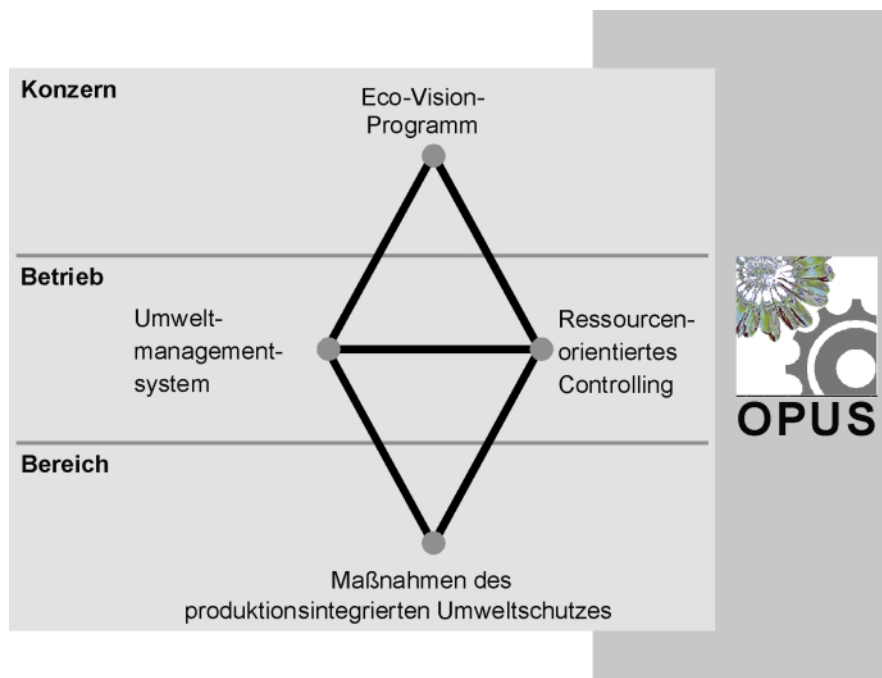 Konzern
Eco-Vision-
Programm
Betrieb
Umwelt-
management-
system
Ressourcen-
orientiertes
Controlling
OPUS
Bereich
Maßnahmen des
produktionsintegrierten Umweltschutzes